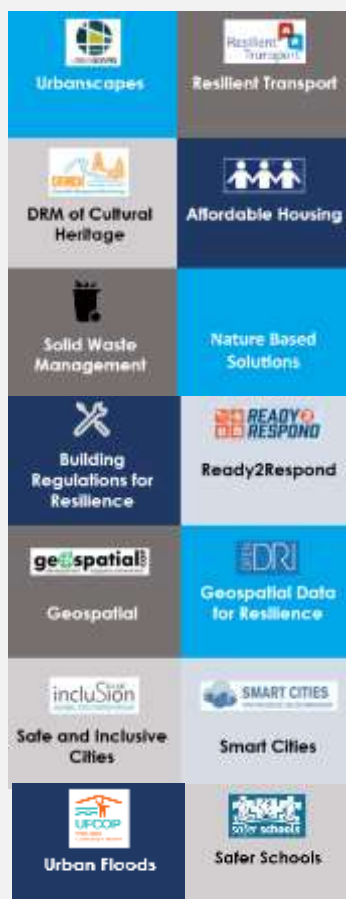 Urbanscapes
Resilient
Transport
Resilient Transport
DRM of Cultural
Heritage
Affordable Housing
Solid Waste
Management
Nature Based
Solutions
Building
Regulations for
Resilience
READY2
RESPOND
Ready2Respond
geospatial
Geospatial
DRI
Geospatial Data
for Resilience
incluSion
Safe and Inclusive
Cities
SMART CITIES
Smart Cities
UFCOP
Urban Floods
safer schools
Safer Schools